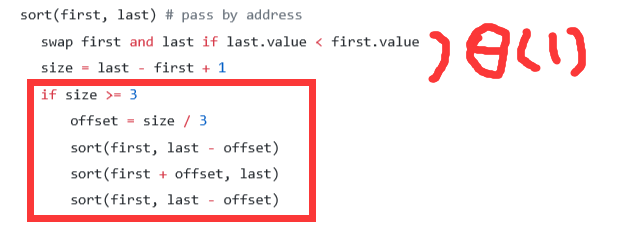 sort(first, last) # pass by address
swap first and last if last.value < first.value
size = last - first + 1
if size >= 3
offset = size / 3
sort(first, last - offset)
sort(first + offset, last)
sort(first, last - offset)
) θ(1)